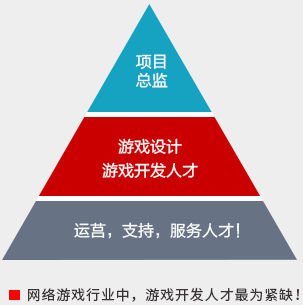 项目
总监
游戏设计
游戏开发人才
运营，支持，服务人才！
网络游戏行业中，游戏开发人才最为紧缺！